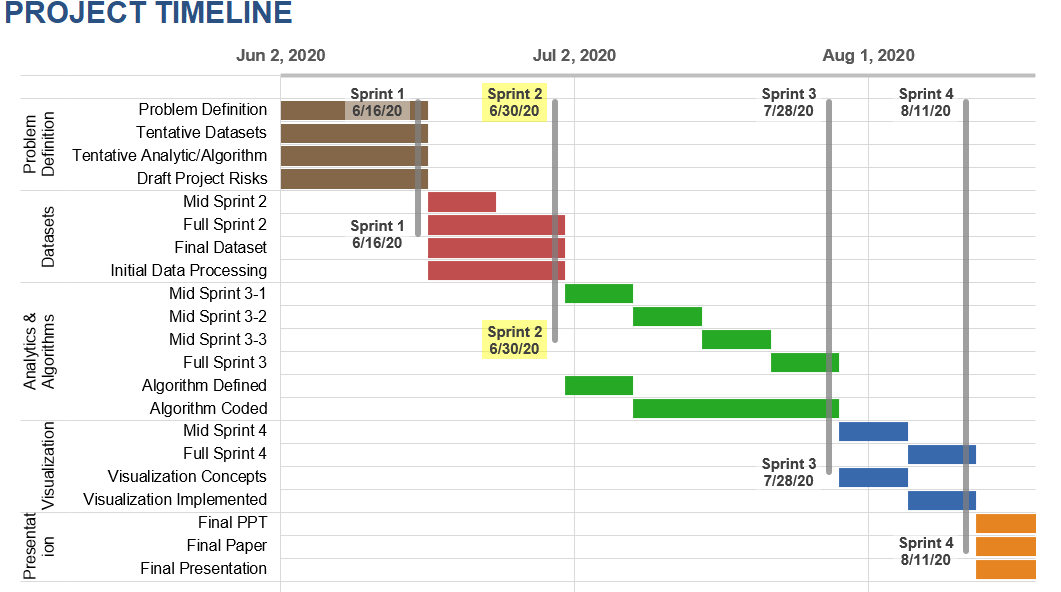 PROJECT TIMELINE
Jun 2, 2020
Jul 2, 2020
Aug 1, 2020
Sprint 1
6/16/20
Sprint 2
6/30/20
Sprint 3
7/28/20
Sprint 4
8/11/20
Problem
Definition
Problem Definition
Tentative Datasets
Tentative Analytic/Algorithm
Draft Project Risks
Datasets
Mid Sprint 2
Full Sprint 2
Final Dataset
Initial Data Processing
Sprint 1
6/16/20
Analytics &
Algorithms
Mid Sprint 3-1
Mid Sprint 3-2
Mid Sprint 3-3
Full Sprint 3
Algorithm Defined
Algorithm Coded
Sprint 2
6/30/20
Visualization
Mid Sprint 4
Full Sprint 4
Visualization Concepts
Visualization Implemented
Sprint 3
7/28/20
Presentat
ion
Final PPT
Final Paper
Final Presentation
Sprint 4
8/11/20